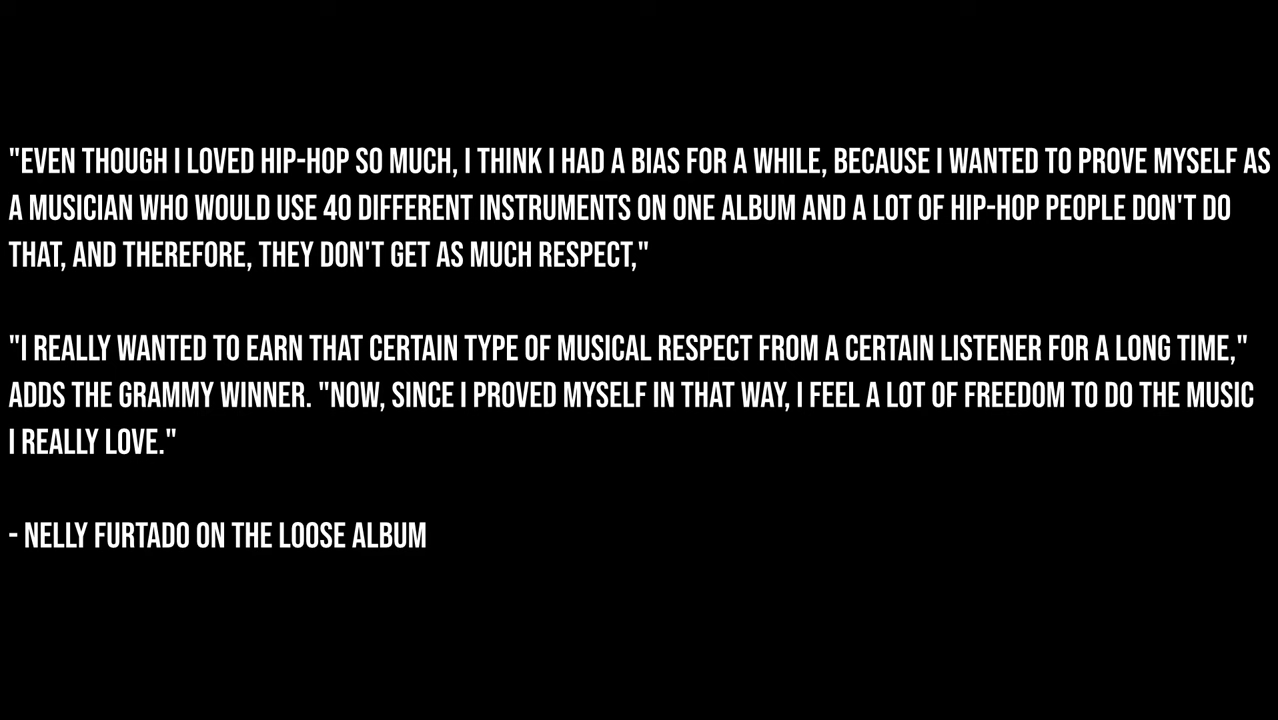 "EVEN THOUGH I LOVED HIP-HOP SO MUCH, I THINK I HAD A BIAS FOR A WHILE, BECAUSE I WANTED TO PROVE MYSELF AS
A MUSICIAN WHO WOULD USE 40 DIFFERENT INSTRUMENTS ON ONE ALBUM AND A LOT OF HIP-HOP PEOPLE DON'T DO
THAT, AND THEREFORE, THEY DON'T GET AS MUCH RESPECT,"
"I REALLY WANTED TO EARN THAT CERTAIN TYPE OF MUSICAL RESPECT FROM A CERTAIN LISTENER FOR A LONG TIME,"
ADDS THE GRAMMY WINNER. "NOW, SINCE I PROVED MYSELF IN THAT WAY, I FEEL A LOT OF FREEDOM TO DO THE MUSIC
I REALLY LOVE."
- NELLY FURTADO ON THE LOOSE ALBUM